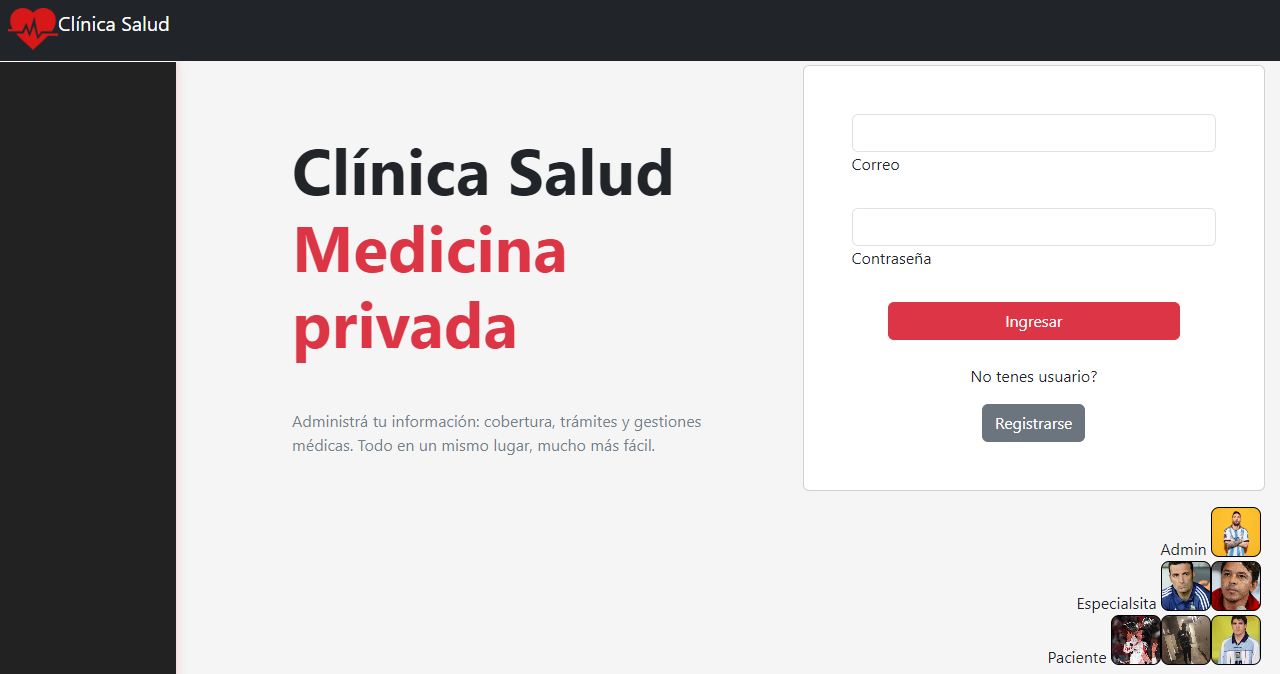 Clínica Salud
Clínica Salud
Medicina
privada
Administrá tu información: cobertura, trámites y gestiones
médicas. Todo en un mismo lugar, mucho más fácil.
Correo
Contraseña
Ingresar
No tenes usuario?
Registrarse
Admin
Especialsita
Paciente